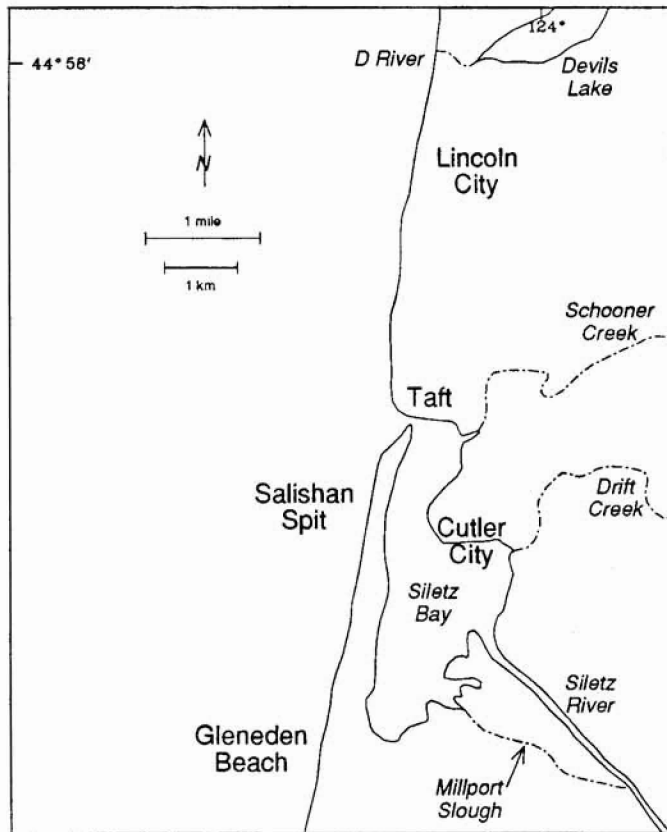 124°
D River
44° 58'
Devils
Lake
N
Lincoln
City
1 mile
1 km
Schooner
Creek
Taft
Salishan
Spit
Drift
Creek
Cutler
City
Siletz
Bay
Siletz
River
Gleneden
Beach
Millport
Slough